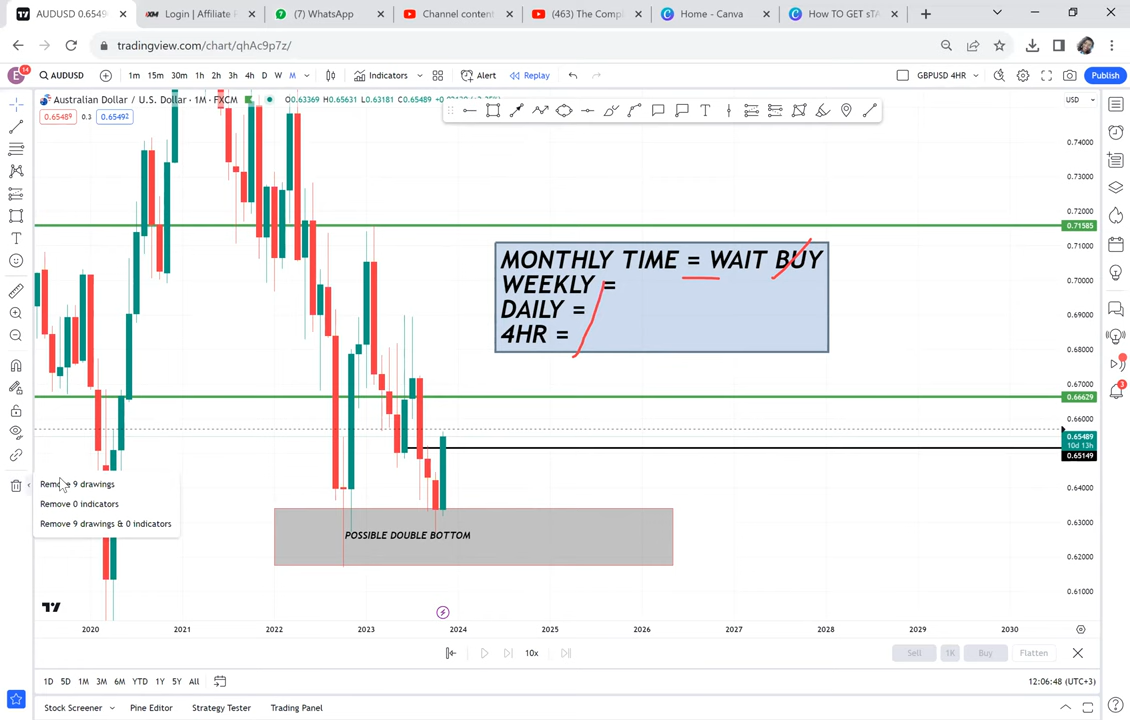 AUDUSD 0.6549
Login | Affiliate
(7) WhatsApp
Channel content
(463) The Compl
Home - Canva
How TO GET sTA
tradingview.com/chart/qhAc9p7z/
E 14 AUDUSD 1m 15m 30m 1h 2h 3h 4h D W M Indicators Alert Replay GBPUSD 4HR Publish
Australian Dollar / U.S. Dollar · 1M · FXCM
65489 0.3 65492
USD
0.74000
0.73000
0.72000
0.71585
0.71000
0.70000
0.69000
0.68000
0.67000
0.66629
0.66000
0.65489
10d 13h
0.65149
0.64000
0.63000
0.62000
0.61000
MONTHLY TIME = WAIT BUY
WEEKLY =
DAILY =
4HR =
Remove 9 drawings
Remove 0 indicators
Remove 9 drawings & 0 indicators
POSSIBLE DOUBLE BOTTOM
2020 2021 2022 2023 2024 2025 2026 2027 2028 2029 2030
10x Sell 1K Buy Flatten
1D 5D 1M 3M 6M YTD 1Y 5Y All 12:06:48 (UTC+3)
Stock Screener Pine Editor Strategy Tester Trading Panel
3